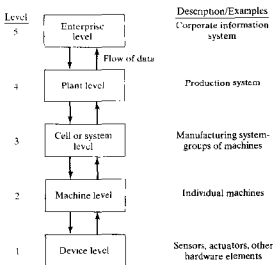 Level
Description/Examples
5
Enterprise
level
Corporate information
system
Flow of data
4
Plant level
Production system
3
Cell or system
level
Manufacturing system-
groups of machines
2
Machine level
Individual machines
1
Device level
Sensors, actuators, other
hardware elements